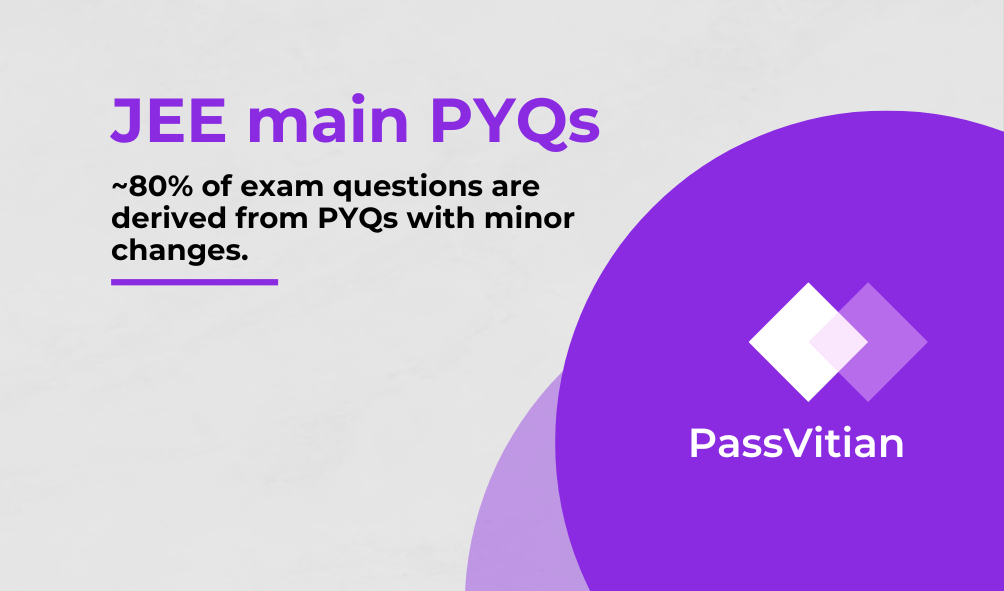 JEE main PYQs
~80% of exam questions are
derived from PYQs with minor
changes.
PassVitian